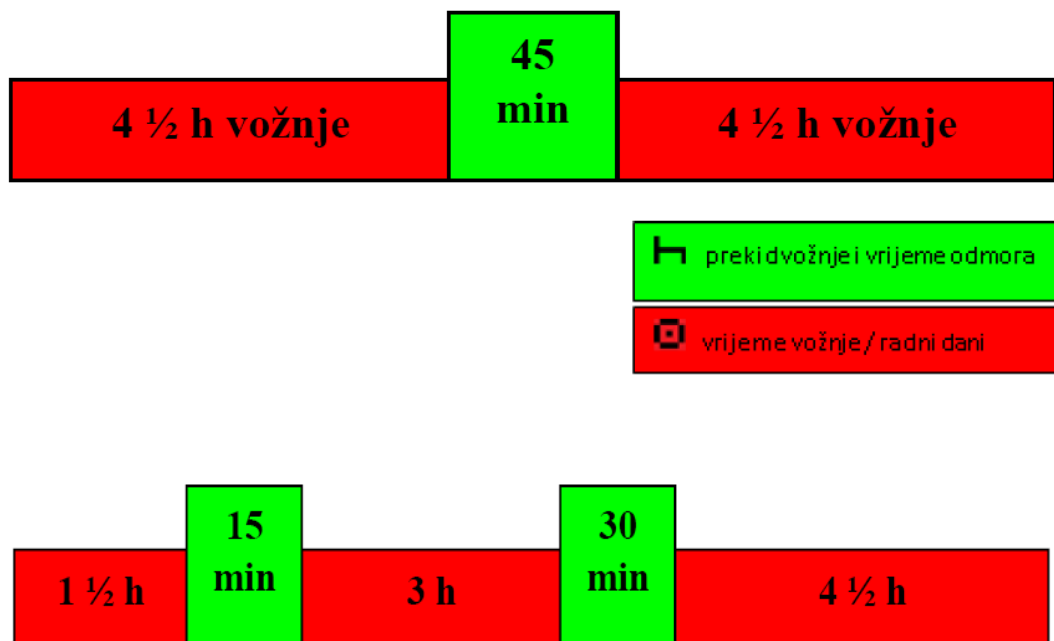 45
min
4 ½ h vožnje
4 ½ h vožnje
prekid vožnje i vrijeme odmora
vrijeme vožnje / radni dani
15
min
30
min
1 ½ h
3 h
4 ½ h